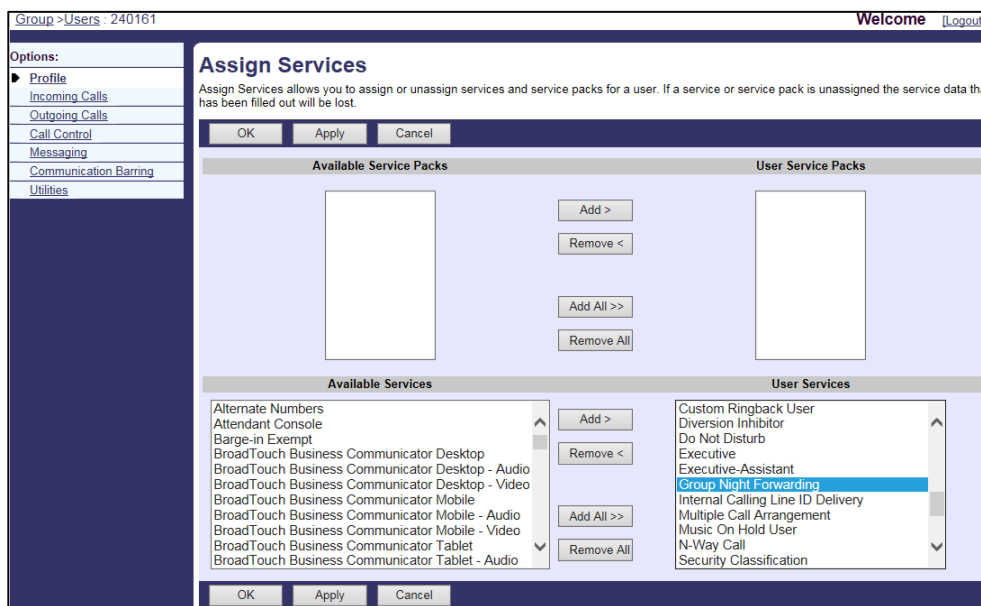 Group >Users : 240161
Welcome [Logout
Options:
Profile
Incoming Calls
Outgoing Calls
Call Control
Messaging
Communication Barring
Utilities
Assign Services
Assign Services allows you to assign or unassign services and service packs for a user. If a service or service pack is unassigned the service data tha
has been filled out will be lost.
OK Apply Cancel
Available Service Packs User Service Packs
Add >
Remove <
Add All >>
Remove All
Available Services User Services
Alternate Numbers
Attendant Console
Barge-in Exempt
BroadTouch Business Communicator Desktop
BroadTouch Business Communicator Desktop - Audio
BroadTouch Business Communicator Desktop - Video
BroadTouch Business Communicator Mobile
BroadTouch Business Communicator Mobile - Audio
BroadTouch Business Communicator Mobile - Video
BroadTouch Business Communicator Tablet
BroadTouch Business Communicator Tablet - Audio
Add >
Remove <
Add All >>
Remove All
Custom Ringback User
Diversion Inhibitor
Do Not Disturb
Executive
Executive-Assistant
Group Night Forwarding
Internal Calling Line ID Delivery
Multiple Call Arrangement
Music On Hold User
N-Way Call
Security Classification
OK Apply Cancel